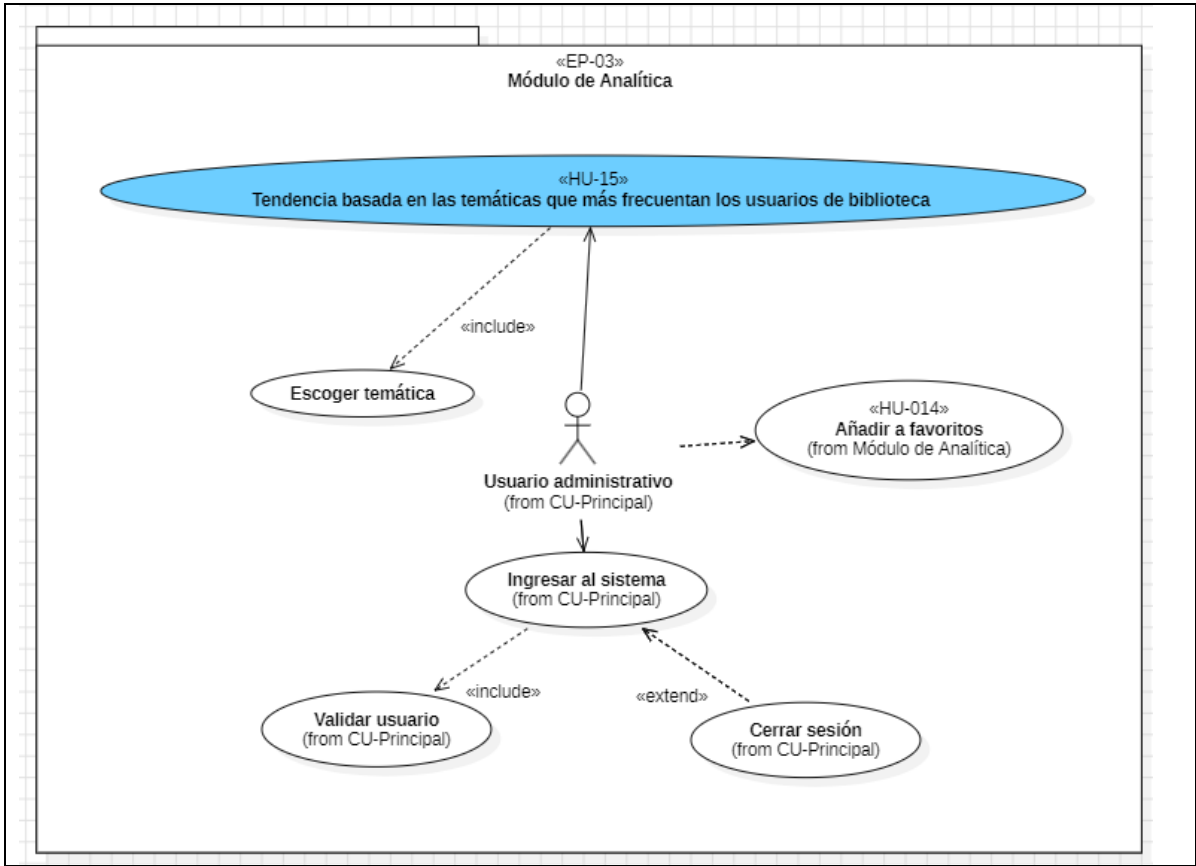 «EP-03»
Módulo de Analítica
«HU-15»
Tendencia basada en las temáticas que más frecuentan los usuarios de biblioteca
«include»
Escoger temática
«HU-014»
Añadir a favoritos
(from Módulo de Analítica)
Usuario administrativo
(from CU-Principal)
Ingresar al sistema
(from CU-Principal)
«include»
«extend»
Validar usuario
(from CU-Principal)
Cerrar sesión
(from CU-Principal)